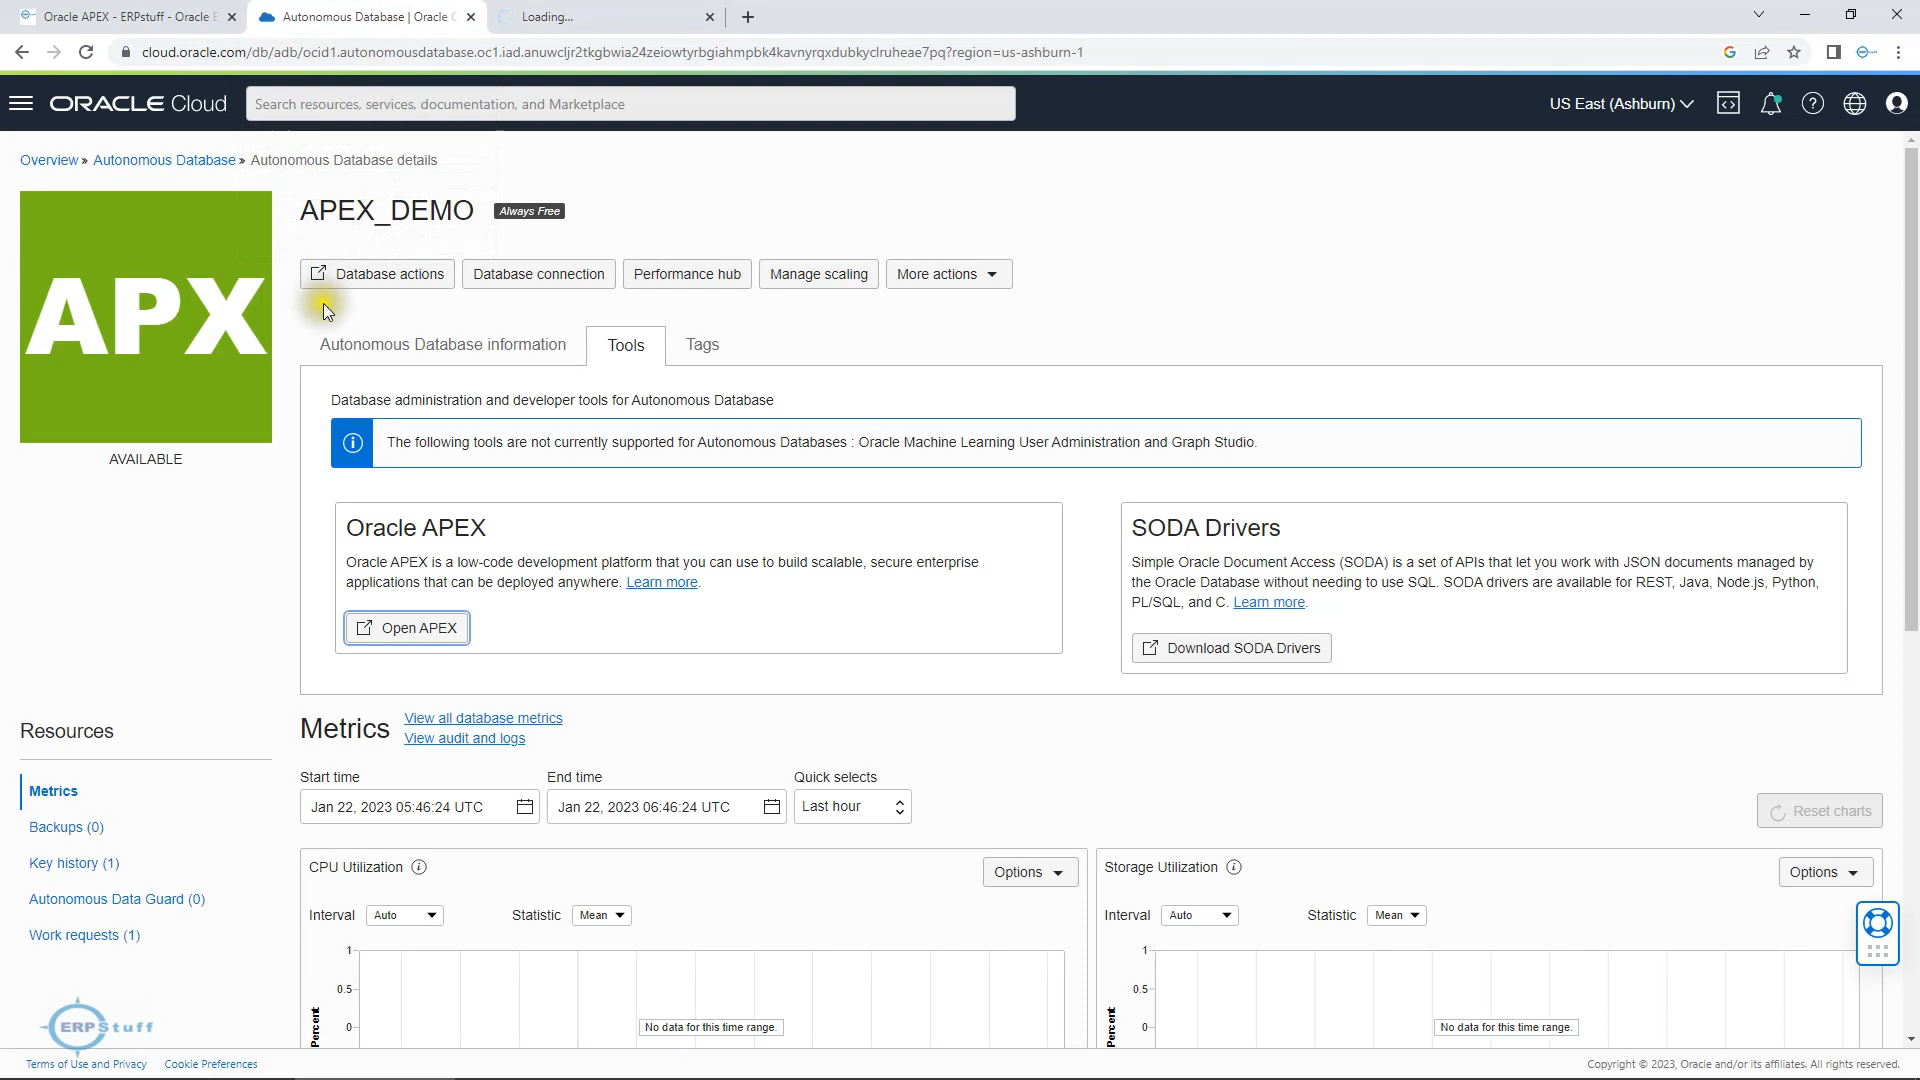 Oracle APEX - ERPstuff - Oracle E
Autonomous Database | Oracle C
Loading...
cloud.oracle.com/db/adb/ocid1.autonomousdatabase.oc1.iad.anuwcljr2tkgbwia24zeiowtyrbgiahmpbk4kavnyrqxdubkyclruheae7pq?region=us-ashburn-1
ORACLE Cloud
Search resources, services, documentation, and Marketplace
US East (Ashburn)
Overview » Autonomous Database » Autonomous Database details
APX
AVAILABLE
APEX_DEMO Always Free
Database actions
Database connection
Performance hub
Manage scaling
More actions
Autonomous Database information
Tools
Tags
Database administration and developer tools for Autonomous Database
The following tools are not currently supported for Autonomous Databases : Oracle Machine Learning User Administration and Graph Studio.
Oracle APEX
Oracle APEX is a low-code development platform that you can use to build scalable, secure enterprise
applications that can be deployed anywhere. Learn more.
Open APEX
SODA Drivers
Simple Oracle Document Access (SODA) is a set of APIs that let you work with JSON documents managed by
the Oracle Database without needing to use SQL. SODA drivers are available for REST, Java, Node.js, Python,
PL/SQL, and C. Learn more.
Download SODA Drivers
Resources
Metrics
Backups (0)
Key history (1)
Autonomous Data Guard (0)
Work requests (1)
Metrics
View all database metrics
View audit and logs
Start time
Jan 22, 2023 05:46:24 UTC
End time
Jan 22, 2023 06:46:24 UTC
Quick selects
Last hour
Reset charts
CPU Utilization
Options
Interval Auto
Statistic Mean
1
0.5
0
Percent
No data for this time range.
Storage Utilization
Options
Interval Auto
Statistic Mean
1
0.5
0
Percent
No data for this time range.
ERPStuff
Terms of Use and Privacy
Cookie Preferences
Copyright © 2023, Oracle and/or its affiliates. All rights reserved.